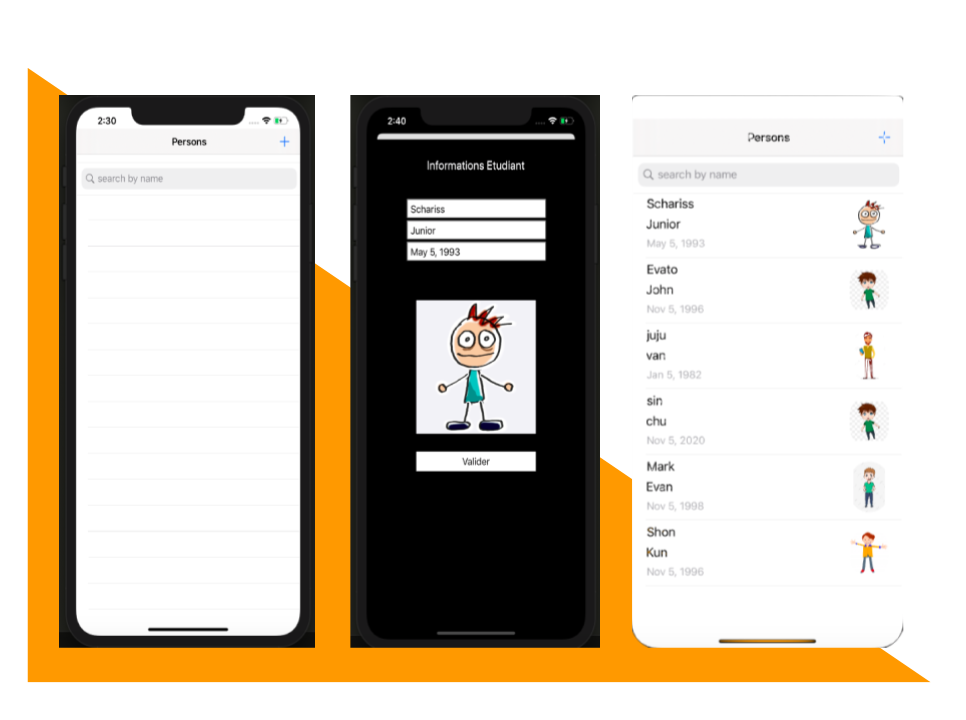 2:30
Persons
+
search by name
2:40
Informations Etudiant
Schariss
Junior
May 5, 1993
Valider
Persons
+
search by name
Schariss
Junior
May 5, 1993
Evato
John
Nov 5, 1996
juju
van
Jan 5, 1982
sin
chu
Nov 5, 2020
Mark
Evan
Nov 5, 1998
Shon
Kun
Nov 5, 1996